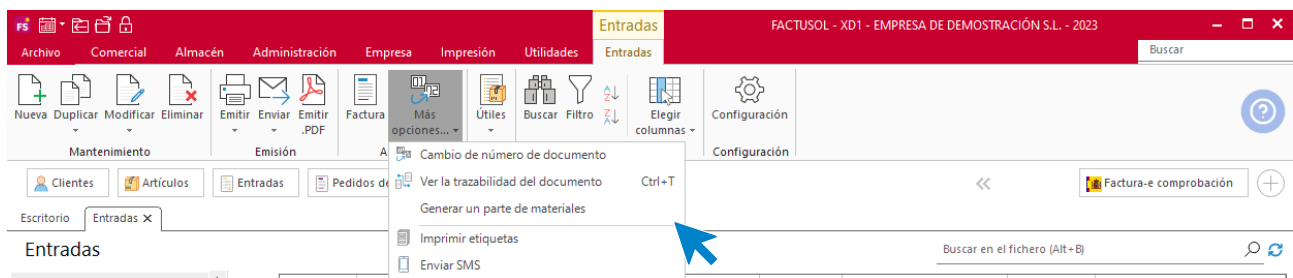 FS Entradas FACTUSOL - XD1 - EMPRESA DE DEMOSTRACIÓN S.L. - 2023
Archivo Comercial Almacén Administración Empresa Impresión Utilidades Entradas Buscar
Nueva Duplicar Modificar Eliminar Emitir Enviar Emitir .PDF Factura Más opciones... Útiles Buscar Filtro Elegir columnas Configuración
Mantenimiento Emisión A Configuración
Clientes Artículos Entradas Pedidos de Factura-e comprobación
Cambio de número de documento
Ver la trazabilidad del documento Ctrl+T
Generar un parte de materiales
Imprimir etiquetas
Enviar SMS
Escritorio Entradas
Entradas Buscar en el fichero (Alt+B)